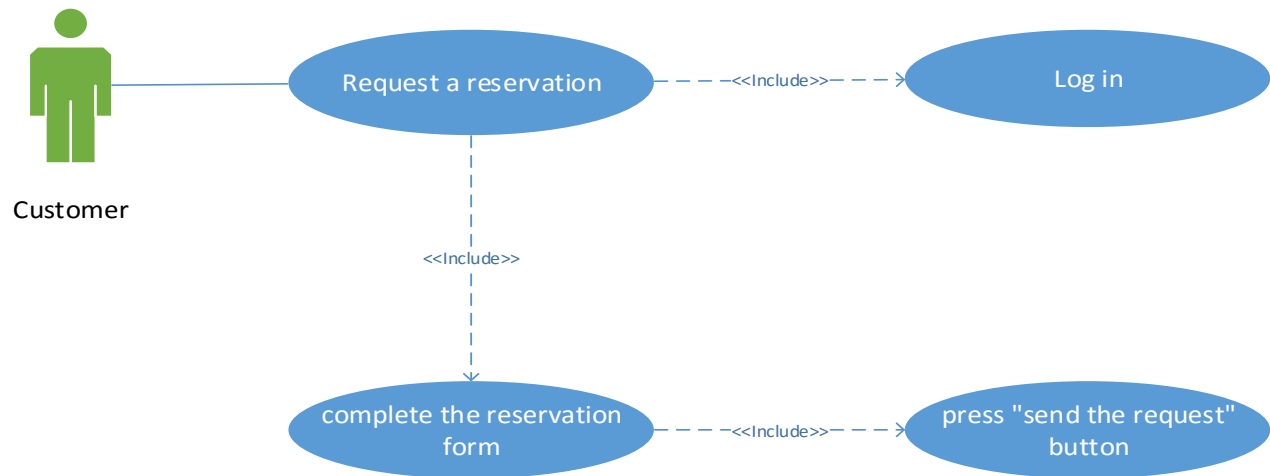 Request a reservation
<<Include>>
Log in
Customer
<<Include>>
complete the reservation
form
<<Include>>
press "send the request"
button